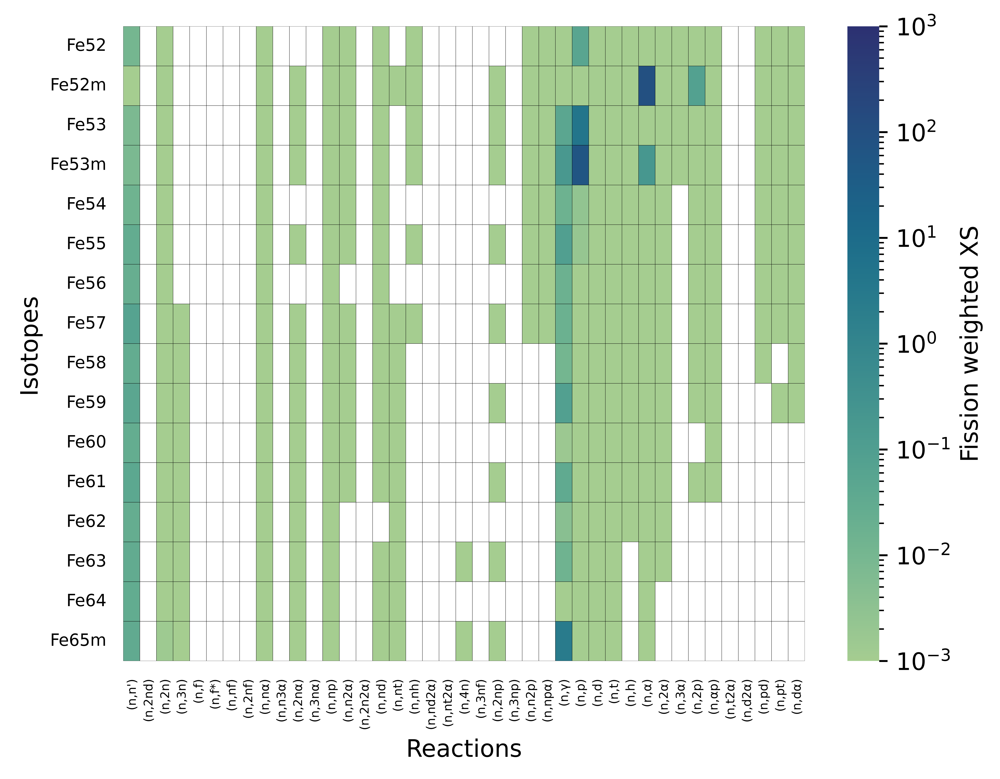 Isotopes
Fe52
Fe52m
Fe53
Fe53m
Fe54
Fe55
Fe56
Fe57
Fe58
Fe59
Fe60
Fe61
Fe62
Fe63
Fe64
Fe65m
(n,n')
(n,2nd)
(n,2n)
(n,3n)
(n,f)
(n,f*)
(n,nf)
(n,2nf)
(n,nα)
(n,n3α)
(n,2nα)
(n,3nα)
(n,np)
(n,n2α)
(n,2n2α)
(n,nd)
(n,nt)
(n,nh)
(n,nd2α)
(n,nt2α)
(n,4n)
(n,3nf)
(n,2np)
(n,3np)
(n,n2p)
(n,npα)
(n,γ)
(n,p)
(n,d)
(n,t)
(n,h)
(n,α)
(n,2α)
(n,3α)
(n,2p)
(n,αp)
(n,t2α)
(n,d2α)
(n,pd)
(n,pt)
(n,dα)
Reactions
10³
10²
10¹
10⁰
10⁻¹
10⁻²
10⁻³
Fission weighted XS